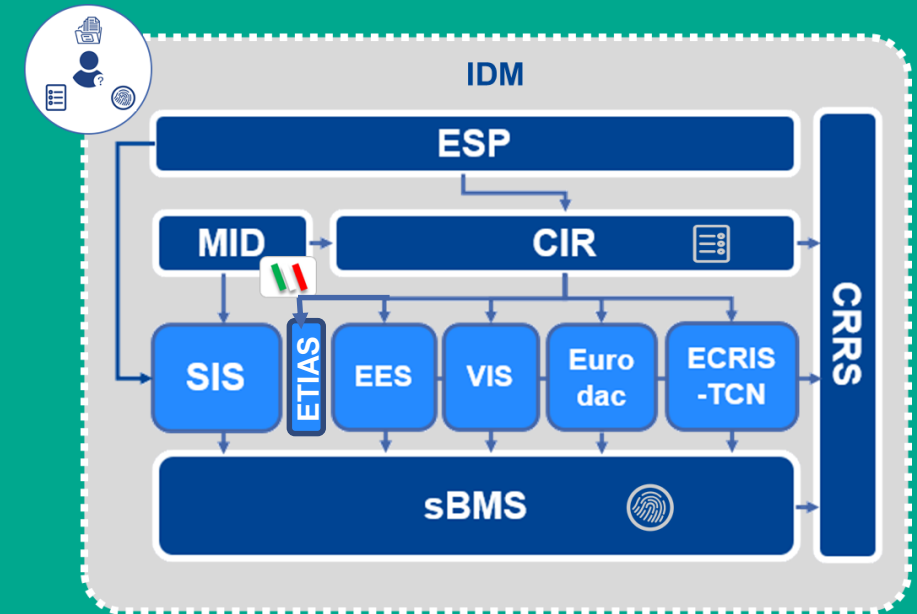 IDM
ESP
MID
CIR
SIS
ETIAS
EES
VIS
Euro
dac
ECRIS
-TCN
CRRS
sBMS
?